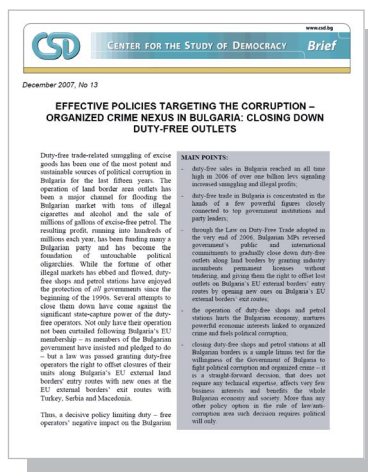 www.csd.bg
CSD
CENTER FOR THE STUDY OF DEMOCRACY Brief
December 2007, No 13
EFFECTIVE POLICIES TARGETING THE CORRUPTION –
ORGANIZED CRIME NEXUS IN BULGARIA: CLOSING DOWN
DUTY-FREE OUTLETS
Duty-free trade-related smuggling of excise
goods has been one of the most potent and
sustainable sources of political corruption in
Bulgaria for the last fifteen years. The
operation of land border area outlets has
been a major channel for flooding the
Bulgarian market with tons of illegal
cigarettes and alcohol and the sale of
millions of gallons of excise-free petrol. The
resulting profit, running into hundreds of
millions each year, has been funding many a
Bulgarian party and has become the
foundation of untouchable political
oligarchies. While the fortune of other
illegal markets has ebbed and flowed, duty-
free shops and petrol stations have enjoyed
the protection of all governments since the
beginning of the 1990s. Several attempts to
close them down have come against the
significant state-capture power of the duty-
free operators. Not only have their operation
not been curtailed following Bulgaria's EU
membership – as members of the Bulgarian
government have insisted and pledged to do
– but a law was passed granting duty-free
operators the right to offset closures of their
units along Bulgaria's EU external land
borders' entry routes with new ones at the
EU external borders' exit routes with
Turkey, Serbia and Macedonia.
Thus, a decisive policy limiting duty – free
operators' negative impact on the Bulgarian
MAIN POINTS:
- duty-free sales in Bulgaria reached an all time
high in 2006 of over one billion levs signaling
increased smuggling and illegal profits;
- duty-free trade in Bulgaria is concentrated in the
hands of a few powerful figures closely
connected to top government institutions and
party leaders;
- through the Law on Duty-Free Trade adopted in
the very end of 2006, Bulgarian MPs reversed
government's public and international
commitments to gradually close down duty-free
outlets along land borders by granting industry
incumbents permanent licenses without
tendering, and giving them the right to offset lost
outlets on Bulgaria's EU external borders' entry
routes by opening new ones on Bulgaria's EU
external borders' exit routes;
- the operation of duty-free shops and petrol
stations hurts the Bulgarian economy, nurtures
powerful economic interests linked to organized
crime and fuels political corruption;
- closing duty-free shops and petrol stations at all
Bulgarian borders is a simple litmus test for the
willingness of the Government of Bulgaria to
fight political corruption and organized crime – it
is a straight-forward decision, that does not
require any technical expertise, affects very few
business interests and benefits the whole
Bulgarian economy and society. More than any
other policy option in the rule of law/anti-
corruption area such decision requires political
will only.